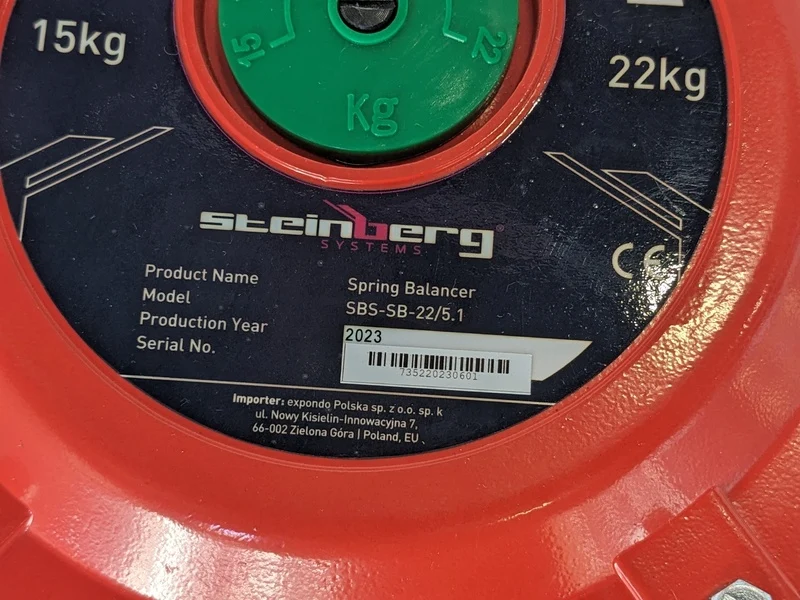 15kg
22kg
15
22
Kg
steinberg
SYSTEMS
CE
Product Name Spring Balancer
Model SBS-SB-22/5.1
Production Year 2023
Serial No. 735220230601
Importer: expondo Polska sp. z o.o. sp. k
ul. Nowy Kisielin-Innowacyjna 7,
66-002 Zielona Góra | Poland, EU